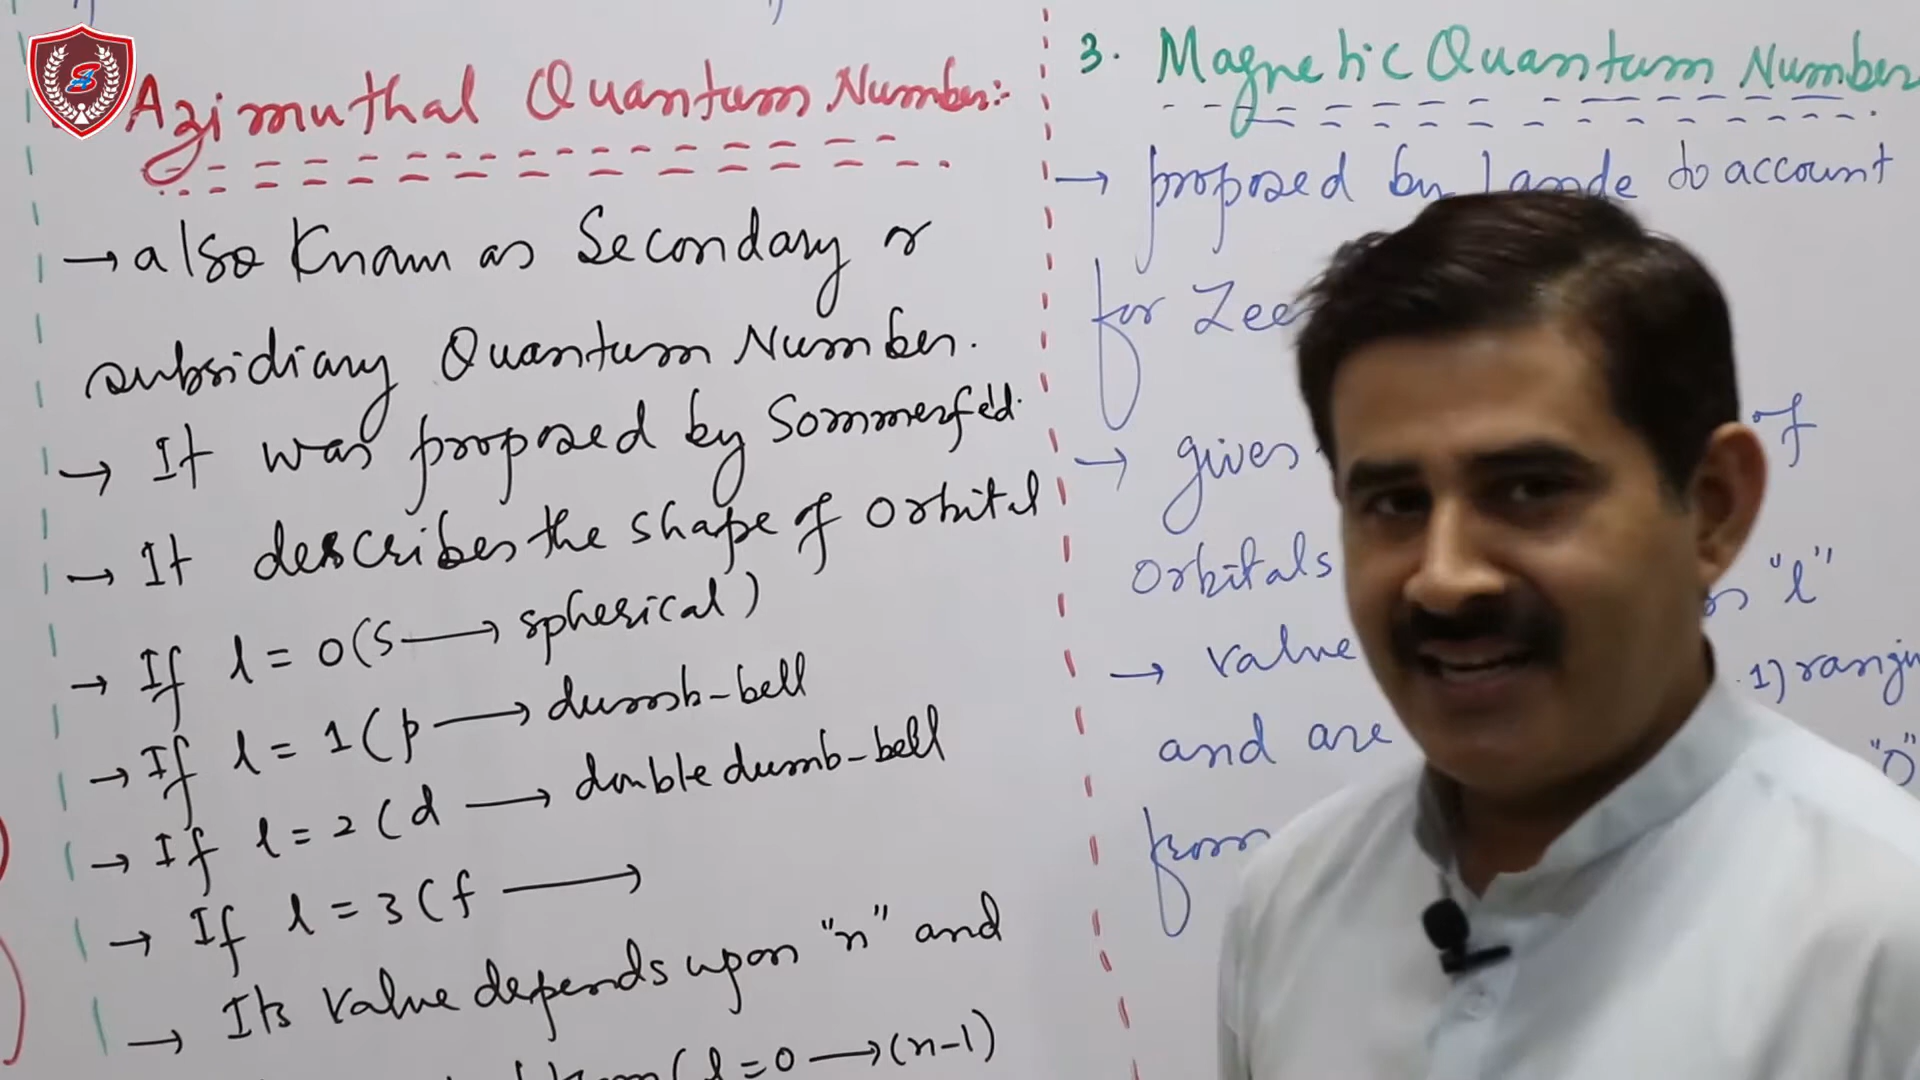 Azimuthal Quantum Number:-
→ also Known as Secondary or
subsidiary Quantum Number.
→ It was proposed by Sommerfeld.
→ It describes the shape of orbital
→ If l = 0 (s → spherical)
→ If l = 1 (p → dumb-bell
→ If l = 2 (d → double dumb-bell
→ If l = 3 (f →
→ Its value depends upon "n" and
(l = 0 → (n-1)
3. Magnetic Quantum Number
→ proposed by Lande to account
for Zee
→ gives of
orbitals "l"
→ value 1) rangin
and are "0"
from